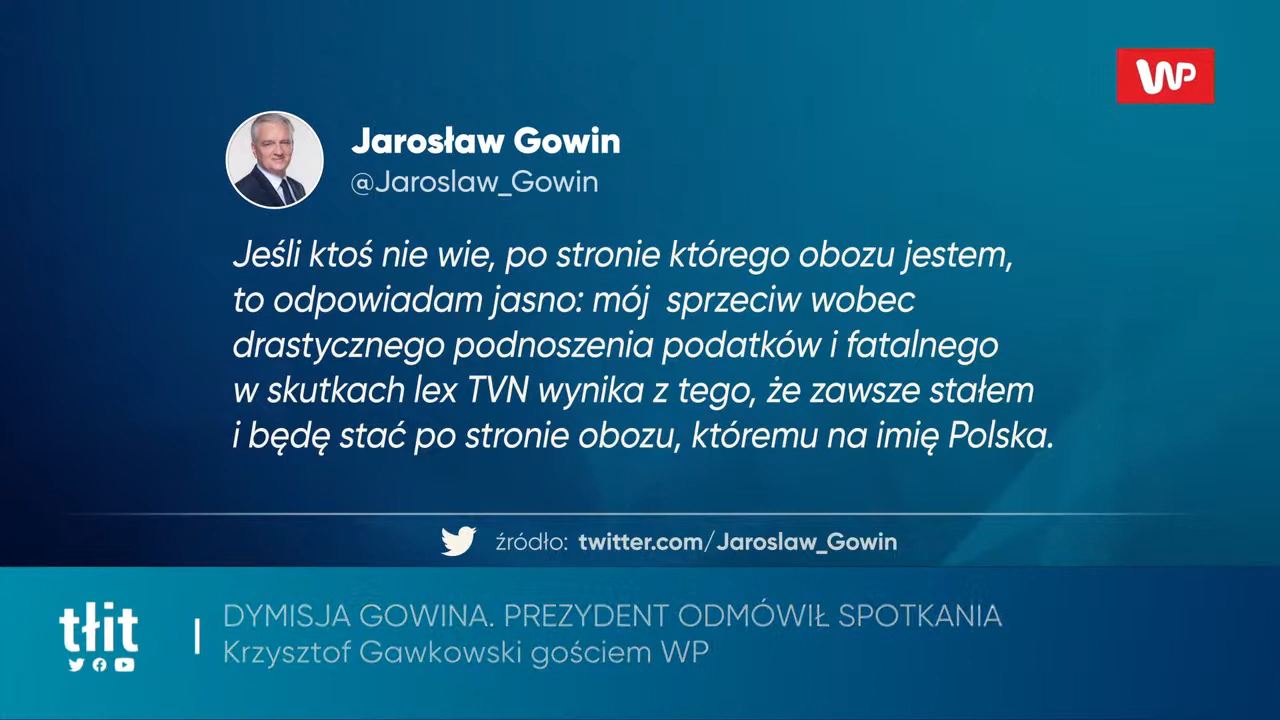 WP
Jarosław Gowin
@Jaroslaw_Gowin
Jeśli ktoś nie wie, po stronie którego obozu jestem,
to odpowiadam jasno: mój  sprzeciw wobec
drastycznego podnoszenia podatków i fatalnego
w skutkach lex TVN wynika z tego, że zawsze stałem
i będę stać po stronie obozu, któremu na imię Polska.
źródło: twitter.com/Jaroslaw_Gowin
tłit
DYMISJA GOWINA. PREZYDENT ODMÓWIŁ SPOTKANIA
Krzysztof Gawkowski gościem WP